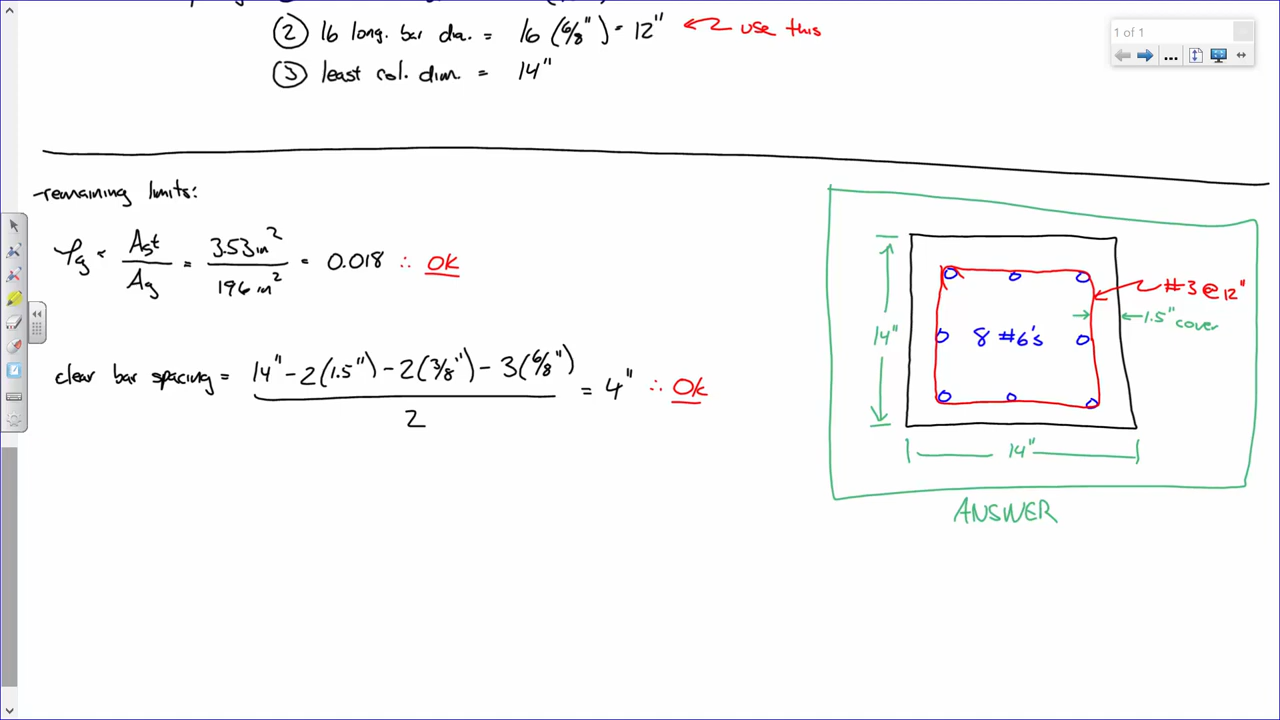 ② 16 long. bar dia. = 16 (6/8") = 12" use this
③ least col. dim. = 14"
1 of 1
remaining limits:
ρg = Ast / Ag = 3.53 in² / 196 in² = 0.018 ∴ OK
clear bar spacing = 14" - 2(1.5") - 2(3/8") - 3(6/8") / 2 = 4" ∴ Ok
#3 @ 12"
1.5" cover
14"
8 #6's
14"
ANSWER